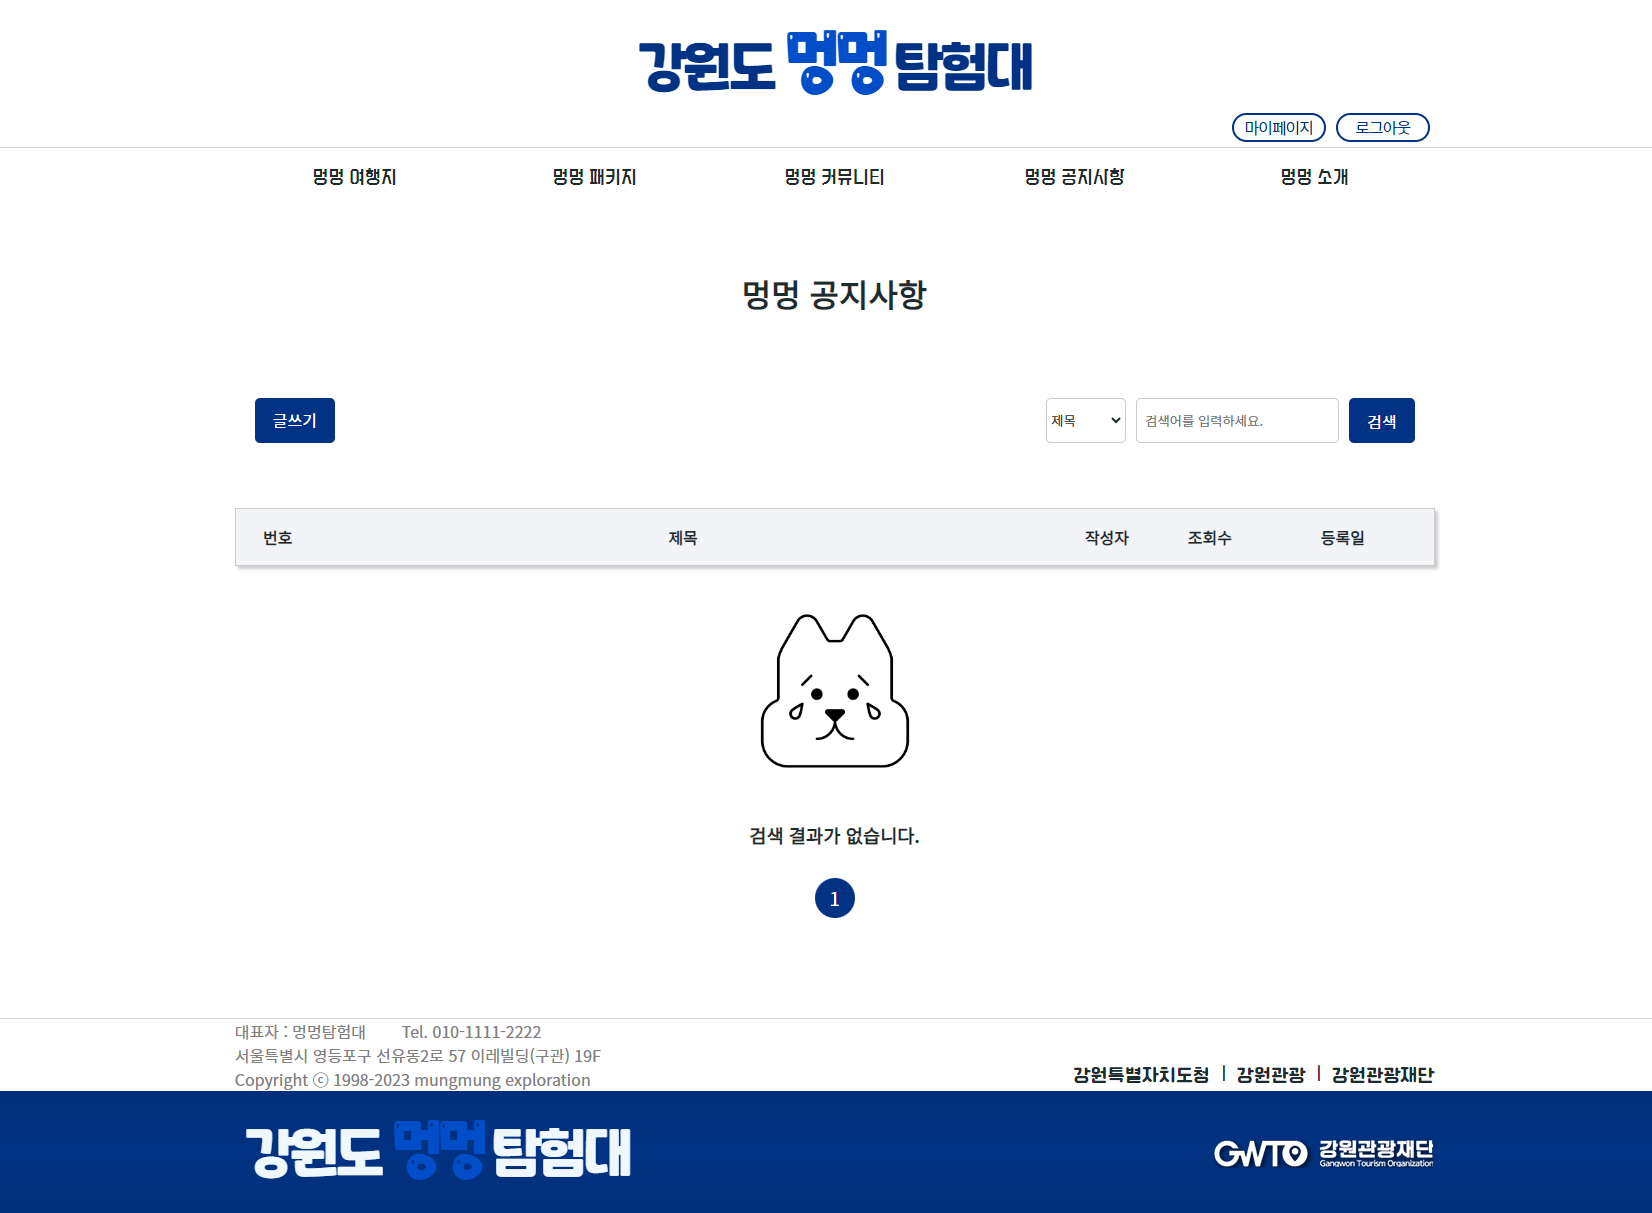 강원도 멍멍 탐험대
마이페이지 로그아웃
멍멍 여행지 멍멍 패키지 멍멍 커뮤니티 멍멍 공지사항 멍멍 소개
멍멍 공지사항
글쓰기 제목 검색어를 입력하세요. 검색
번호 제목 작성자 조회수 등록일
검색 결과가 없습니다.
1
대표자 : 멍멍탐험대 Tel. 010-1111-2222
서울특별시 영등포구 선유동2로 57 이레빌딩(구관) 19F
Copyright ⓒ 1998-2023 mungmung exploration
강원특별자치도청 강원관광 강원관광재단
강원도 멍멍 탐험대
GWTO 강원관광재단
Gangwon Tourism Organization